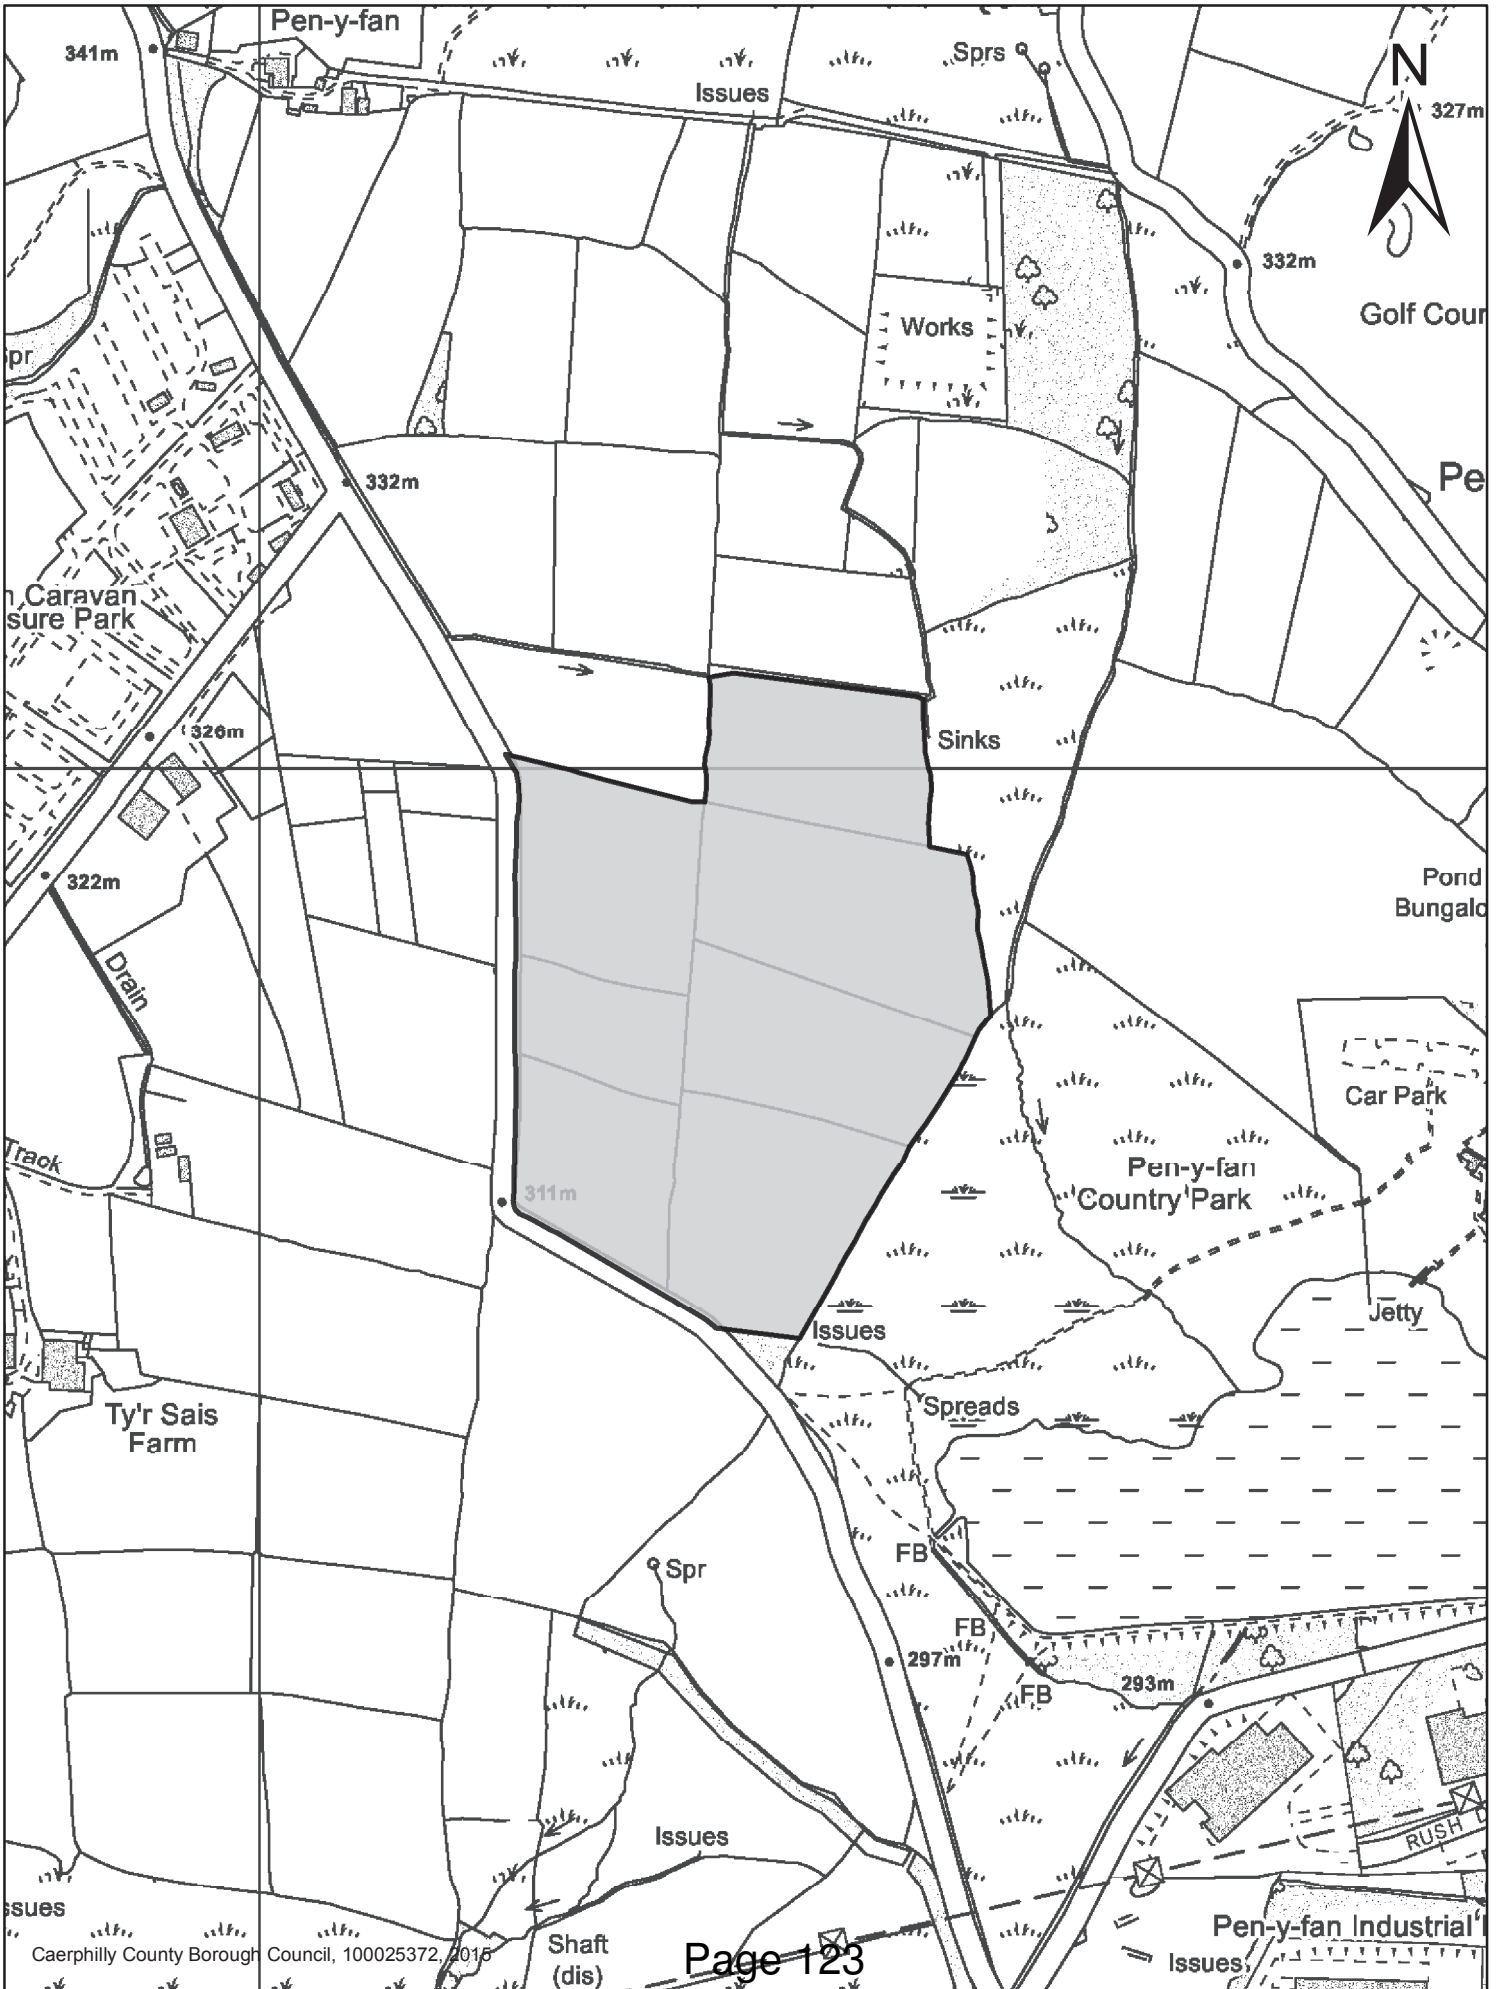 Pen-y-fan
341m
Sprs
N
Issues
327m
332m
Golf Cour
Works
pr
Pe
332m
n Caravan
sure Park
326m
Sinks
322m
Pond
Bungalo
Drain
Car Park
Track
Pen-y-fan
Country Park
311m
Jetty
Issues
Spreads
Ty'r Sais
Farm
FB
Spr
FB
297m
293m
FB
Issues
RUSH D
ssues
Pen-y-fan Industrial
Shaft
(dis)
Issues
Caerphilly County Borough Council, 100025372, 2015
Page 123